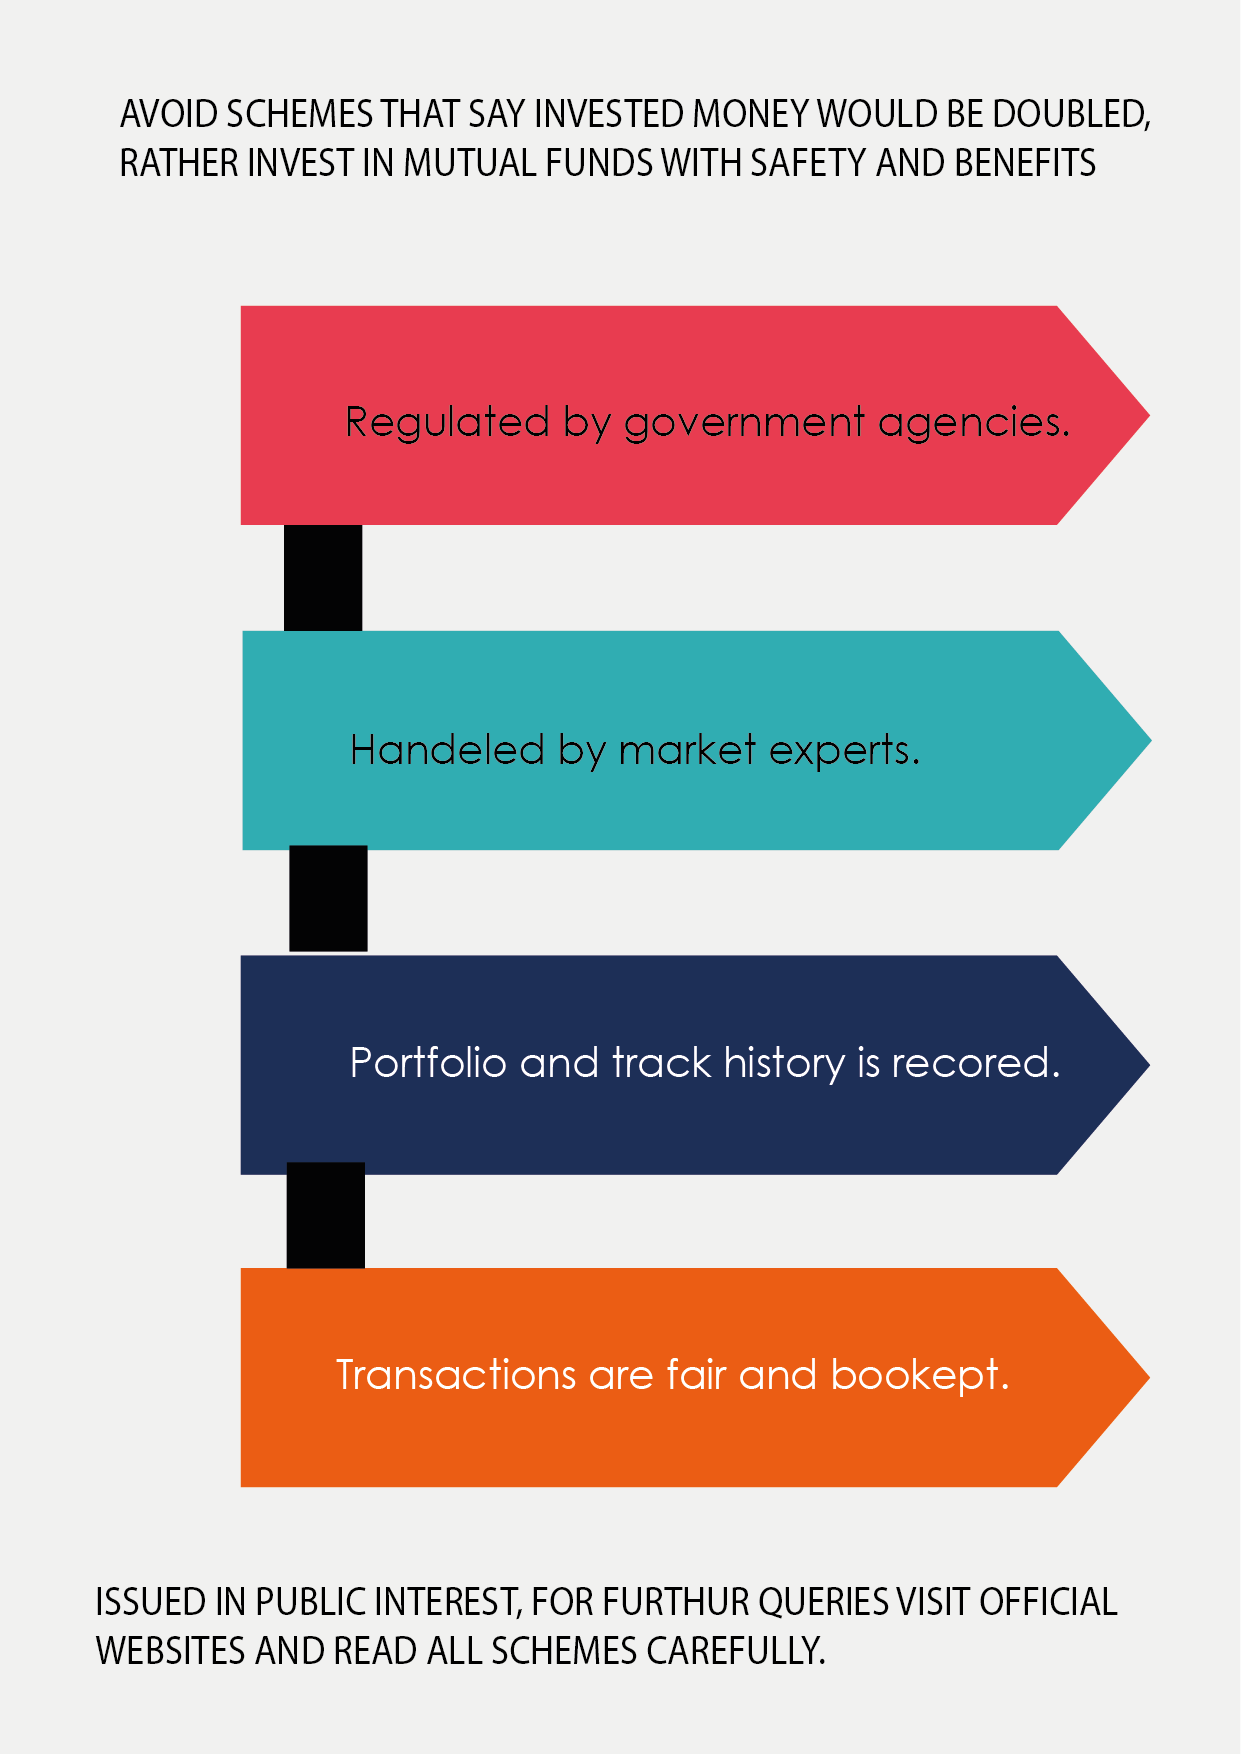 AVOID SCHEMES THAT SAY INVESTED MONEY WOULD BE DOUBLED,
RATHER INVEST IN MUTUAL FUNDS WITH SAFETY AND BENEFITS
Regulated by government agencies.
Handeled by market experts.
Portfolio and track history is recored.
Transactions are fair and bookept.
ISSUED IN PUBLIC INTEREST, FOR FURTHUR QUERIES VISIT OFFICIAL
WEBSITES AND READ ALL SCHEMES CAREFULLY.